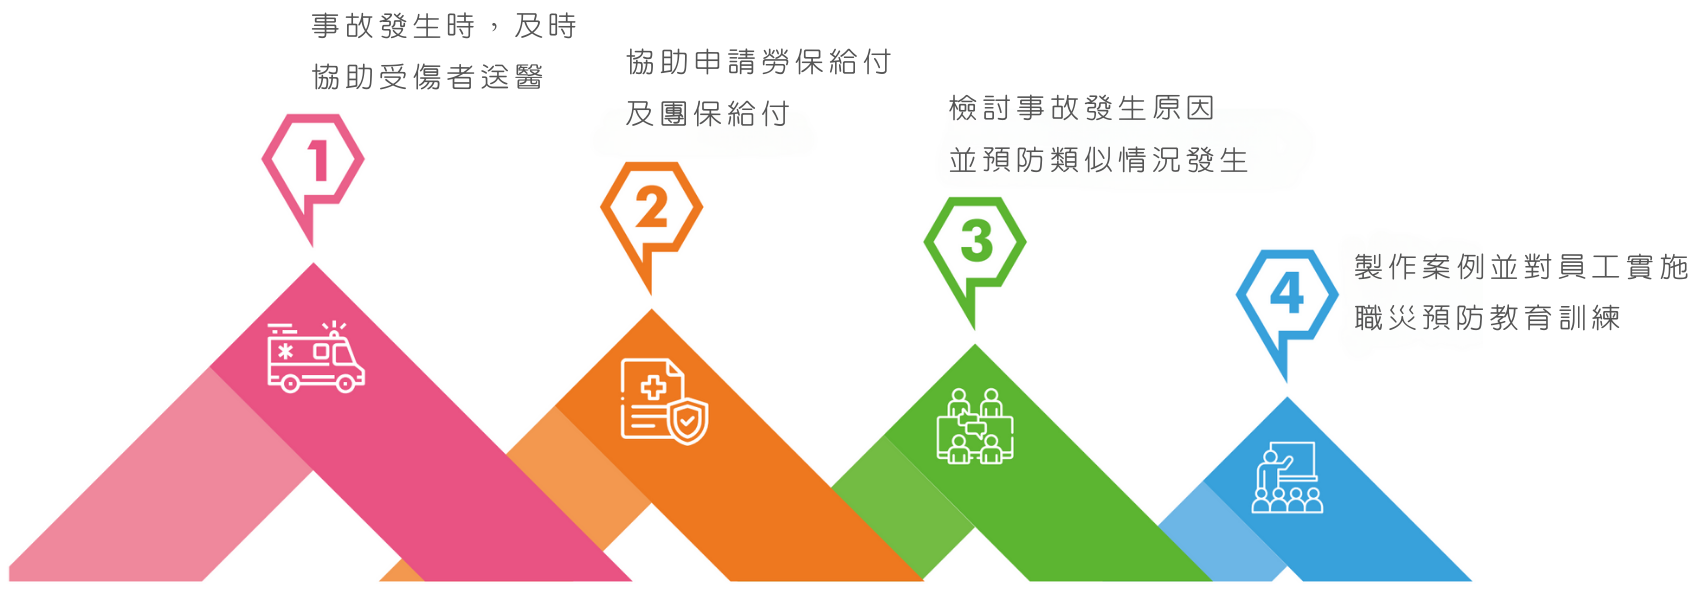 事故發生時，及時
協助受傷者送醫
1
協助申請勞保給付
及團保給付
2
檢討事故發生原因
並預防類似情況發生
3
製作案例並對員工實施
職災預防教育訓練
4